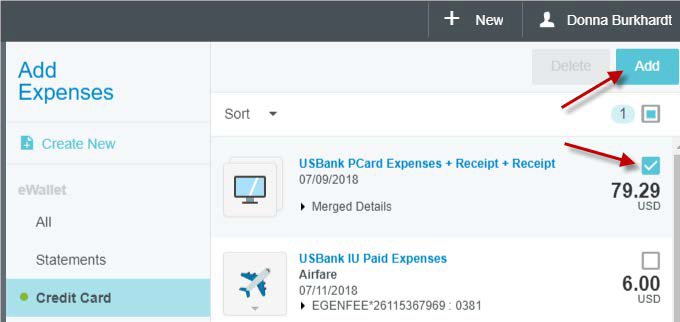 + New
Donna Burkhardt
Add
Expenses
Delete
Add
Create New
Sort
1
eWallet
All
Statements
Credit Card
USBank PCard Expenses + Receipt + Receipt
07/09/2018
Merged Details
79.29
USD
USBank IU Paid Expenses
Airfare
07/11/2018
EGENFEE*26115367969 : 0381
6.00
USD